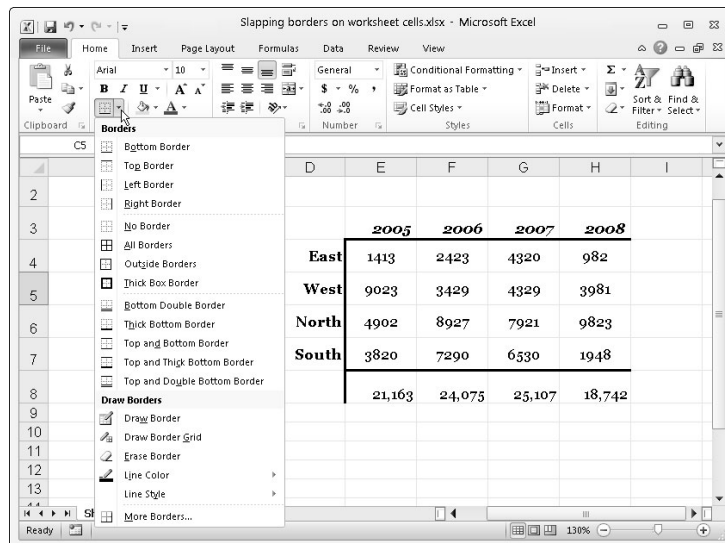 Slapping borders on worksheet cells.xlsx - Microsoft Excel
File Home Insert Page Layout Formulas Data Review View
Arial 10 General Conditional Formatting Insert Σ
Paste B I U A A $ % , Format as Table Delete Sort & Filter Find & Select
A .00 .00 Cell Styles Format
Clipboard Number Styles Cells Editing
C5
Borders
Bottom Border
Top Border
Left Border
Right Border
No Border
All Borders
Outside Borders
Thick Box Border
Bottom Double Border
Thick Bottom Border
Top and Bottom Border
Top and Thick Bottom Border
Top and Double Bottom Border
Draw Borders
Draw Border
Draw Border Grid
Erase Border
Line Color
Line Style
More Borders...
D E F G H I
2
3 2005 2006 2007 2008
4 East 1413 2423 4320 982
5 West 9023 3429 4329 3981
6 North 4902 8927 7921 9823
7 South 3820 7290 6530 1948
8 21,163 24,075 25,107 18,742
9
10
11
12
13
Ready 130%